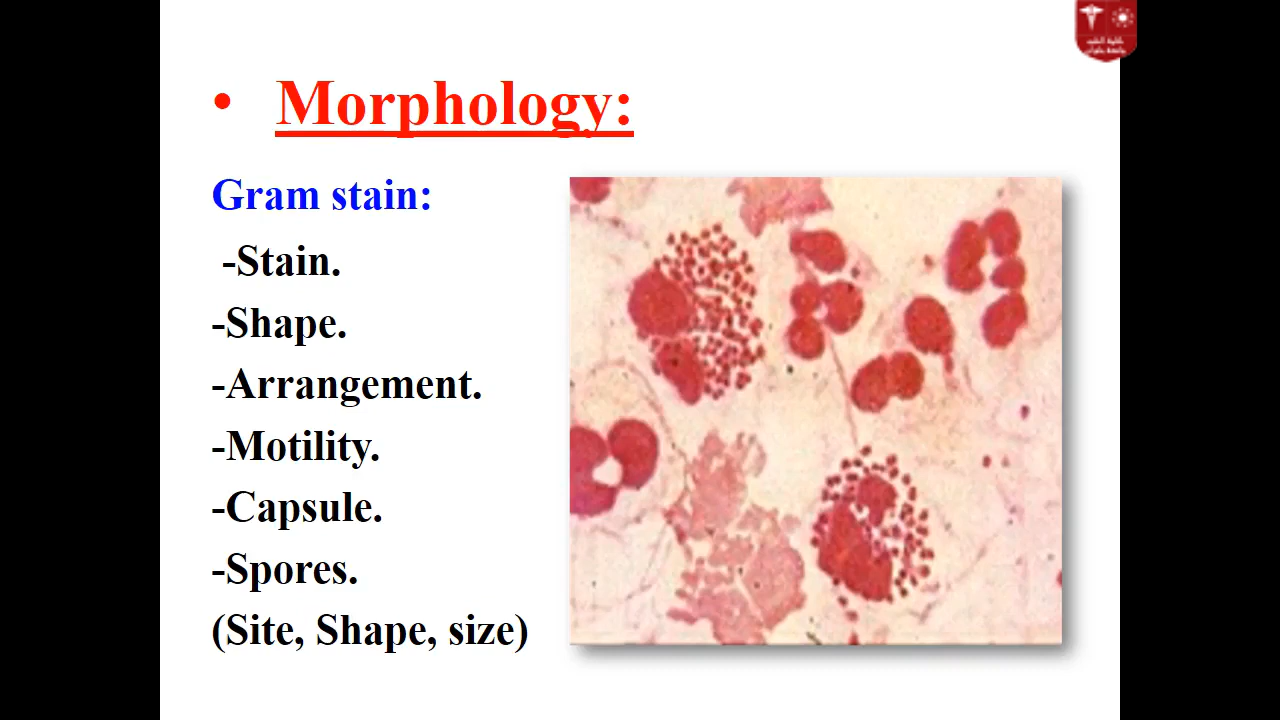 • Morphology:
Gram stain:
-Stain.
-Shape.
-Arrangement.
-Motility.
-Capsule.
-Spores.
(Site, Shape, size)